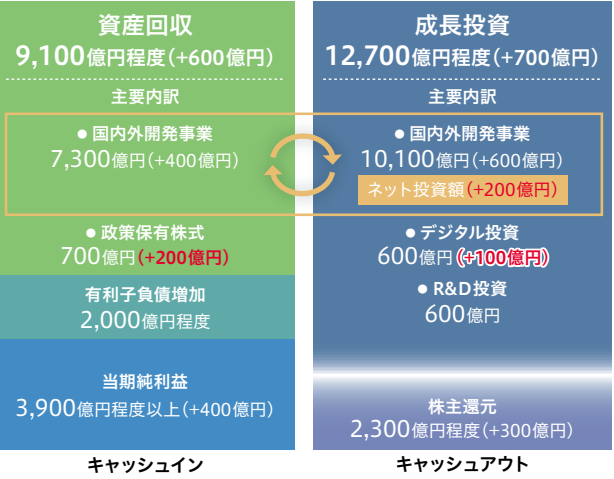 資産回収
9,100億円程度(+600億円)
主要内訳
● 国内外開発事業
7,300億円(+400億円)
● 政策保有株式
700億円(+200億円)
有利子負債増加
2,000億円程度
当期純利益
3,900億円程度以上(+400億円)
キャッシュイン
成長投資
12,700億円程度(+700億円)
主要内訳
● 国内外開発事業
10,100億円(+600億円)
ネット投資額(+200億円)
● デジタル投資
600億円(+100億円)
● R&D投資
600億円
株主還元
2,300億円程度(+300億円)
キャッシュアウト